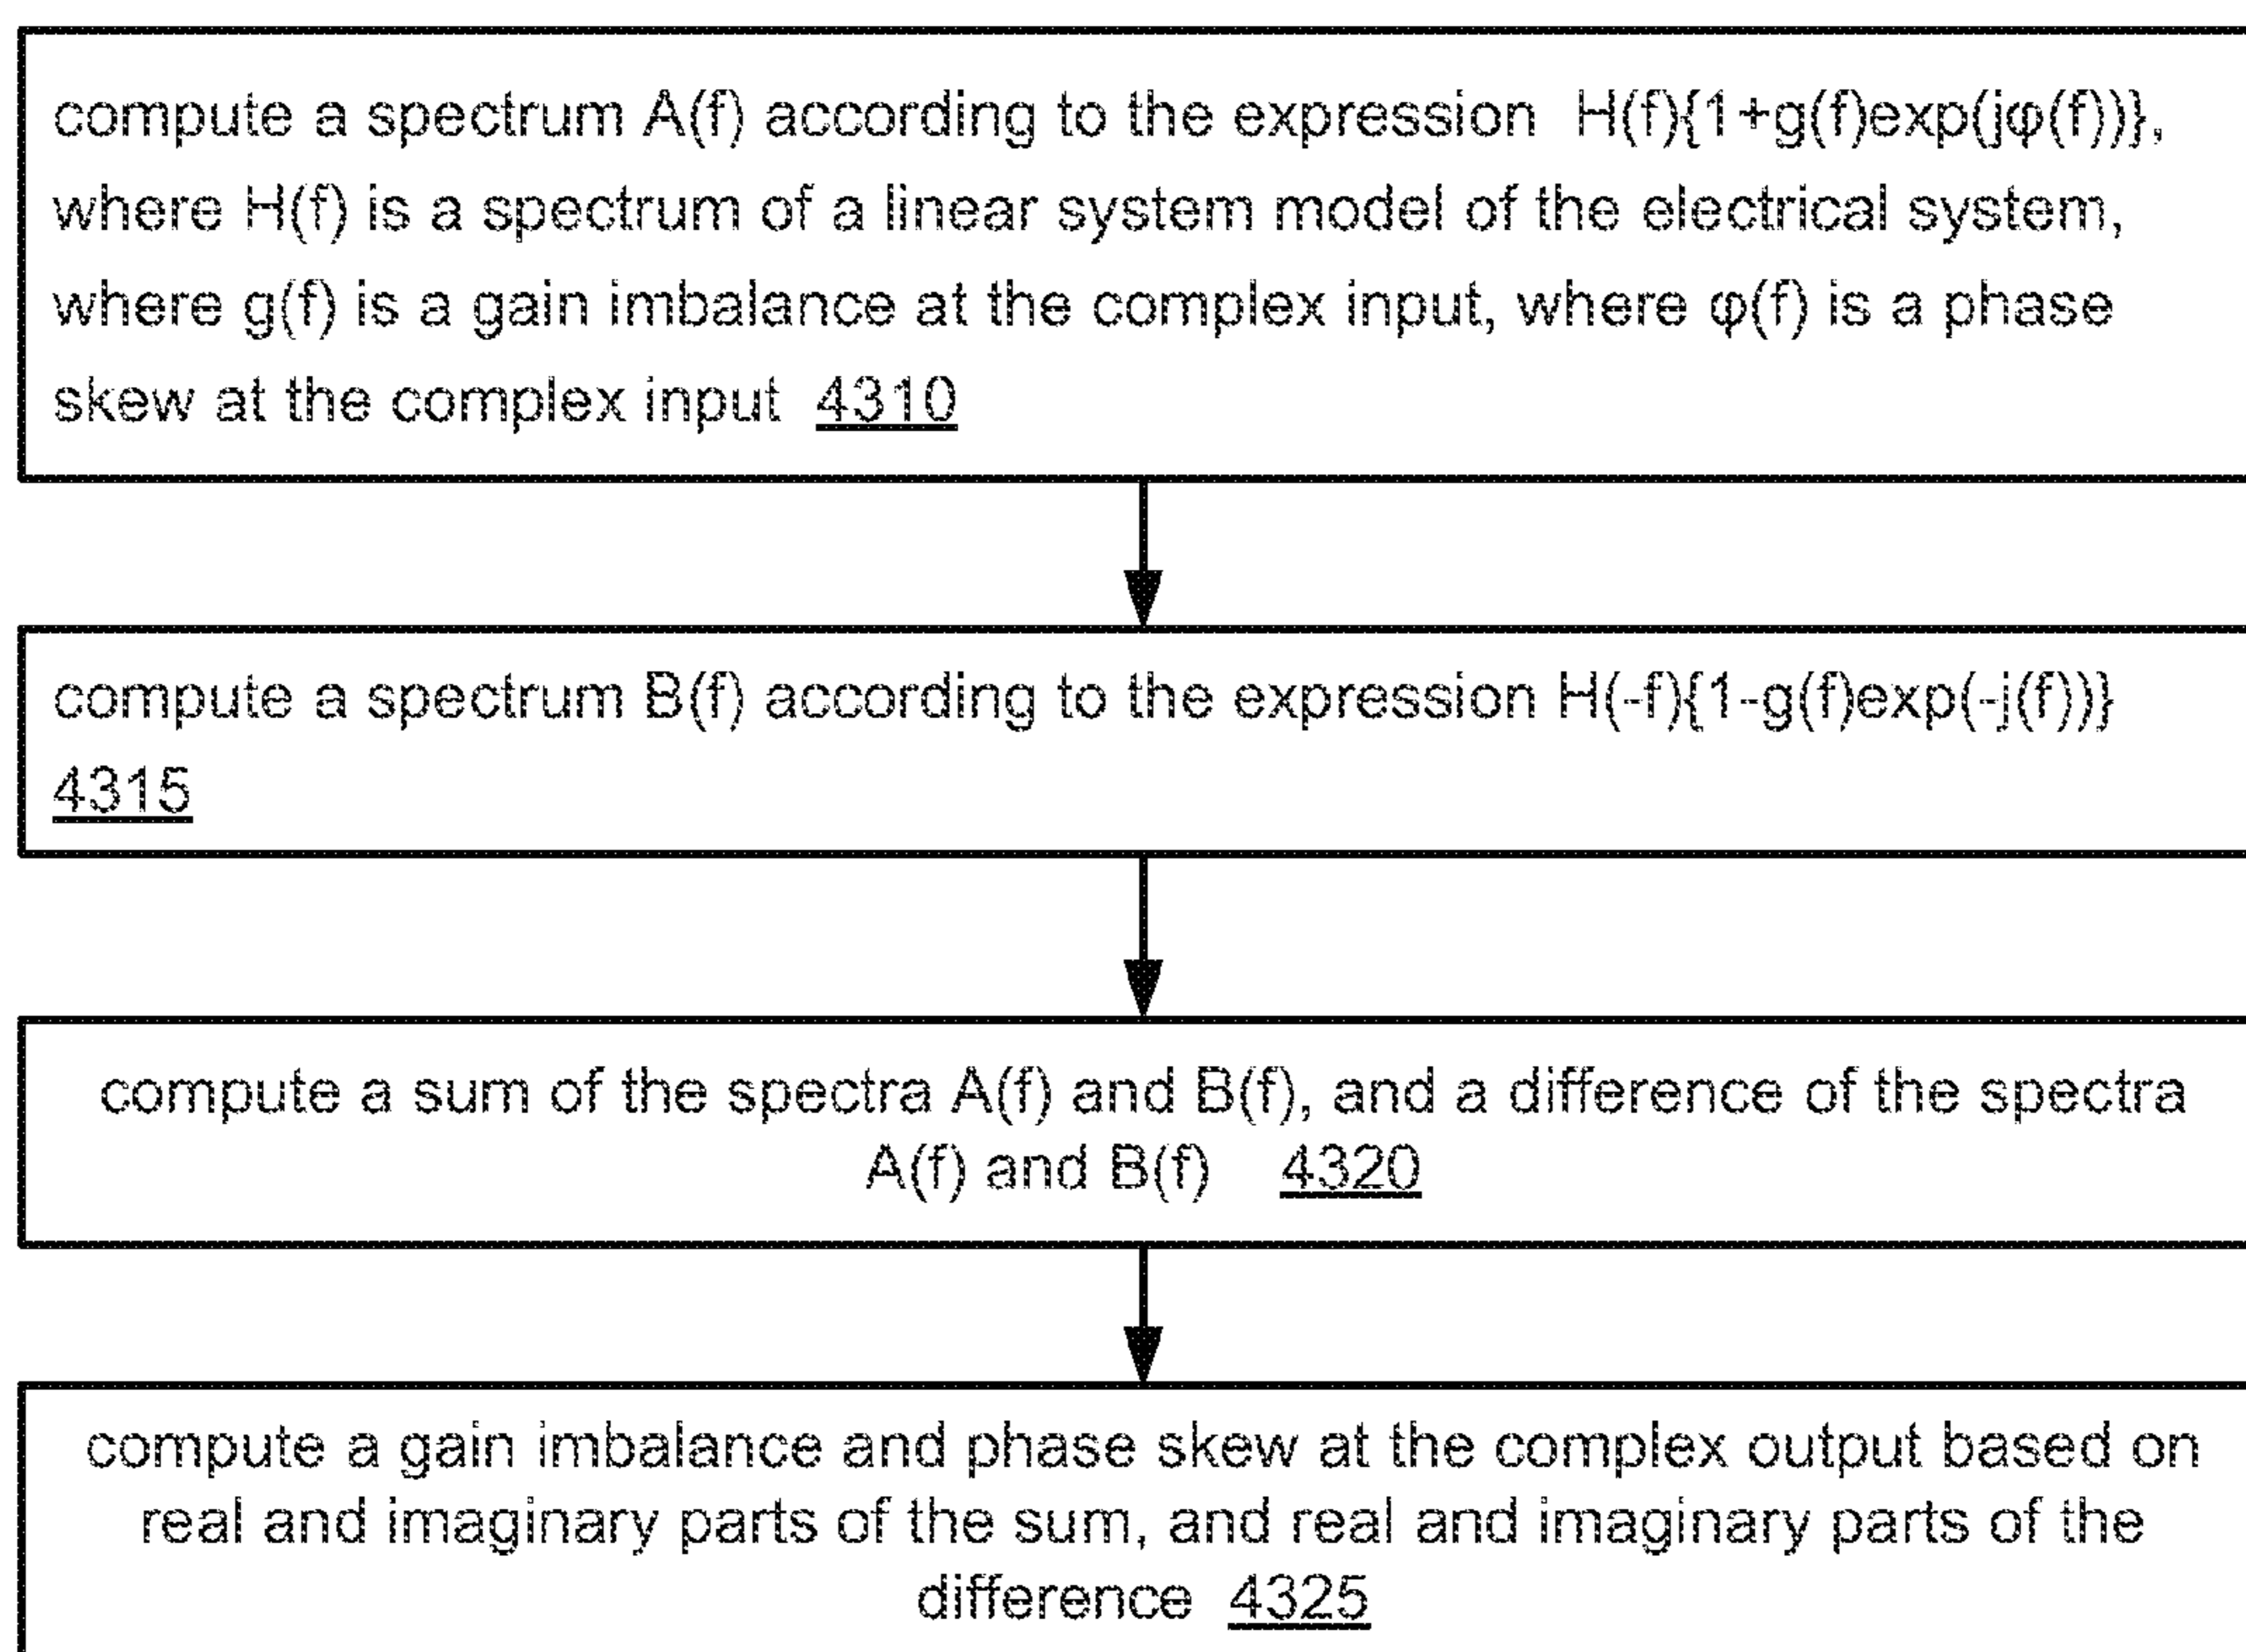 compute a spectrum A(f) according to the expression H(f){1+g(f)exp(jφ(f))},
where H(f) is a spectrum of a linear system model of the electrical system,
where g(f) is a gain imbalance at the complex input, where φ(f) is a phase
skew at the complex input 4310
compute a spectrum B(f) according to the expression H(-f){1-g(f)exp(-j(f))}
4315
compute a sum of the spectra A(f) and B(f), and a difference of the spectra
A(f) and B(f) 4320
compute a gain imbalance and phase skew at the complex output based on
real and imaginary parts of the sum, and real and imaginary parts of the
difference 4325